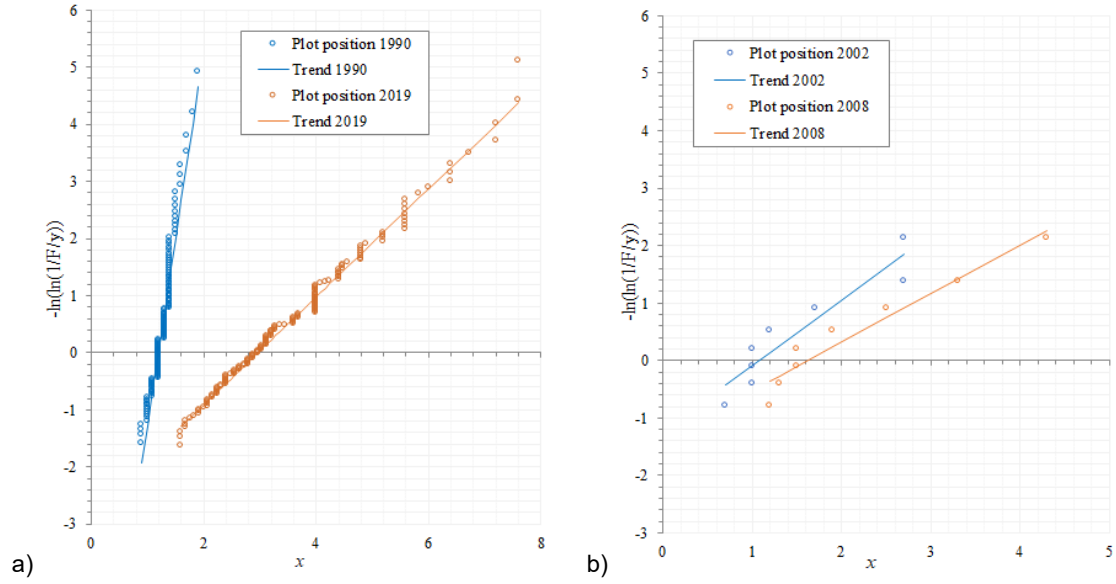 Plot position 1990
Trend 1990
Plot position 2019
Trend 2019
-ln(ln(1/F/y))
6
5
4
3
2
1
0
-1
-2
-3
0 2 4 6 8
x
a)
Plot position 2002
Trend 2002
Plot position 2008
Trend 2008
-ln(ln(1/F/y))
6
5
4
3
2
1
0
-1
-2
-3
0 1 2 3 4 5
x
b)